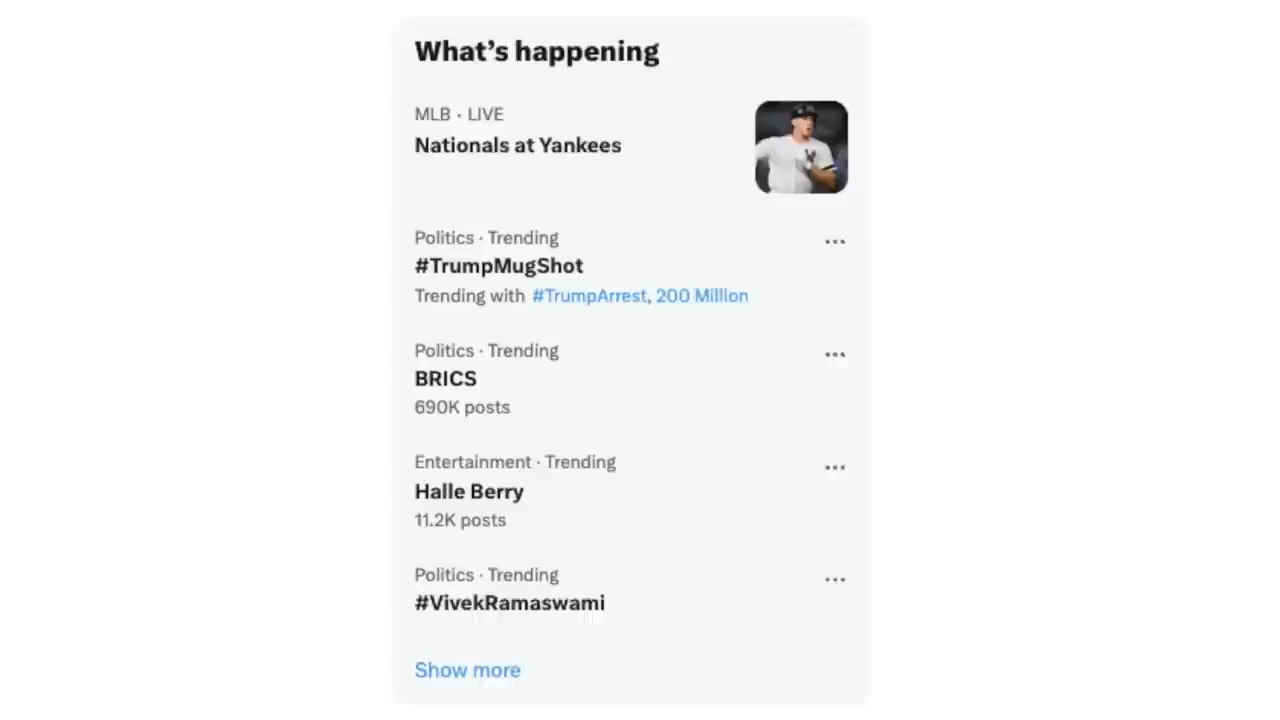 What's happening
MLB · LIVE
Nationals at Yankees
Politics · Trending
#TrumpMugShot
Trending with #TrumpArrest, 200 Million
Politics · Trending
BRICS
690K posts
Entertainment · Trending
Halle Berry
11.2K posts
Politics · Trending
#VivekRamaswami
Show more